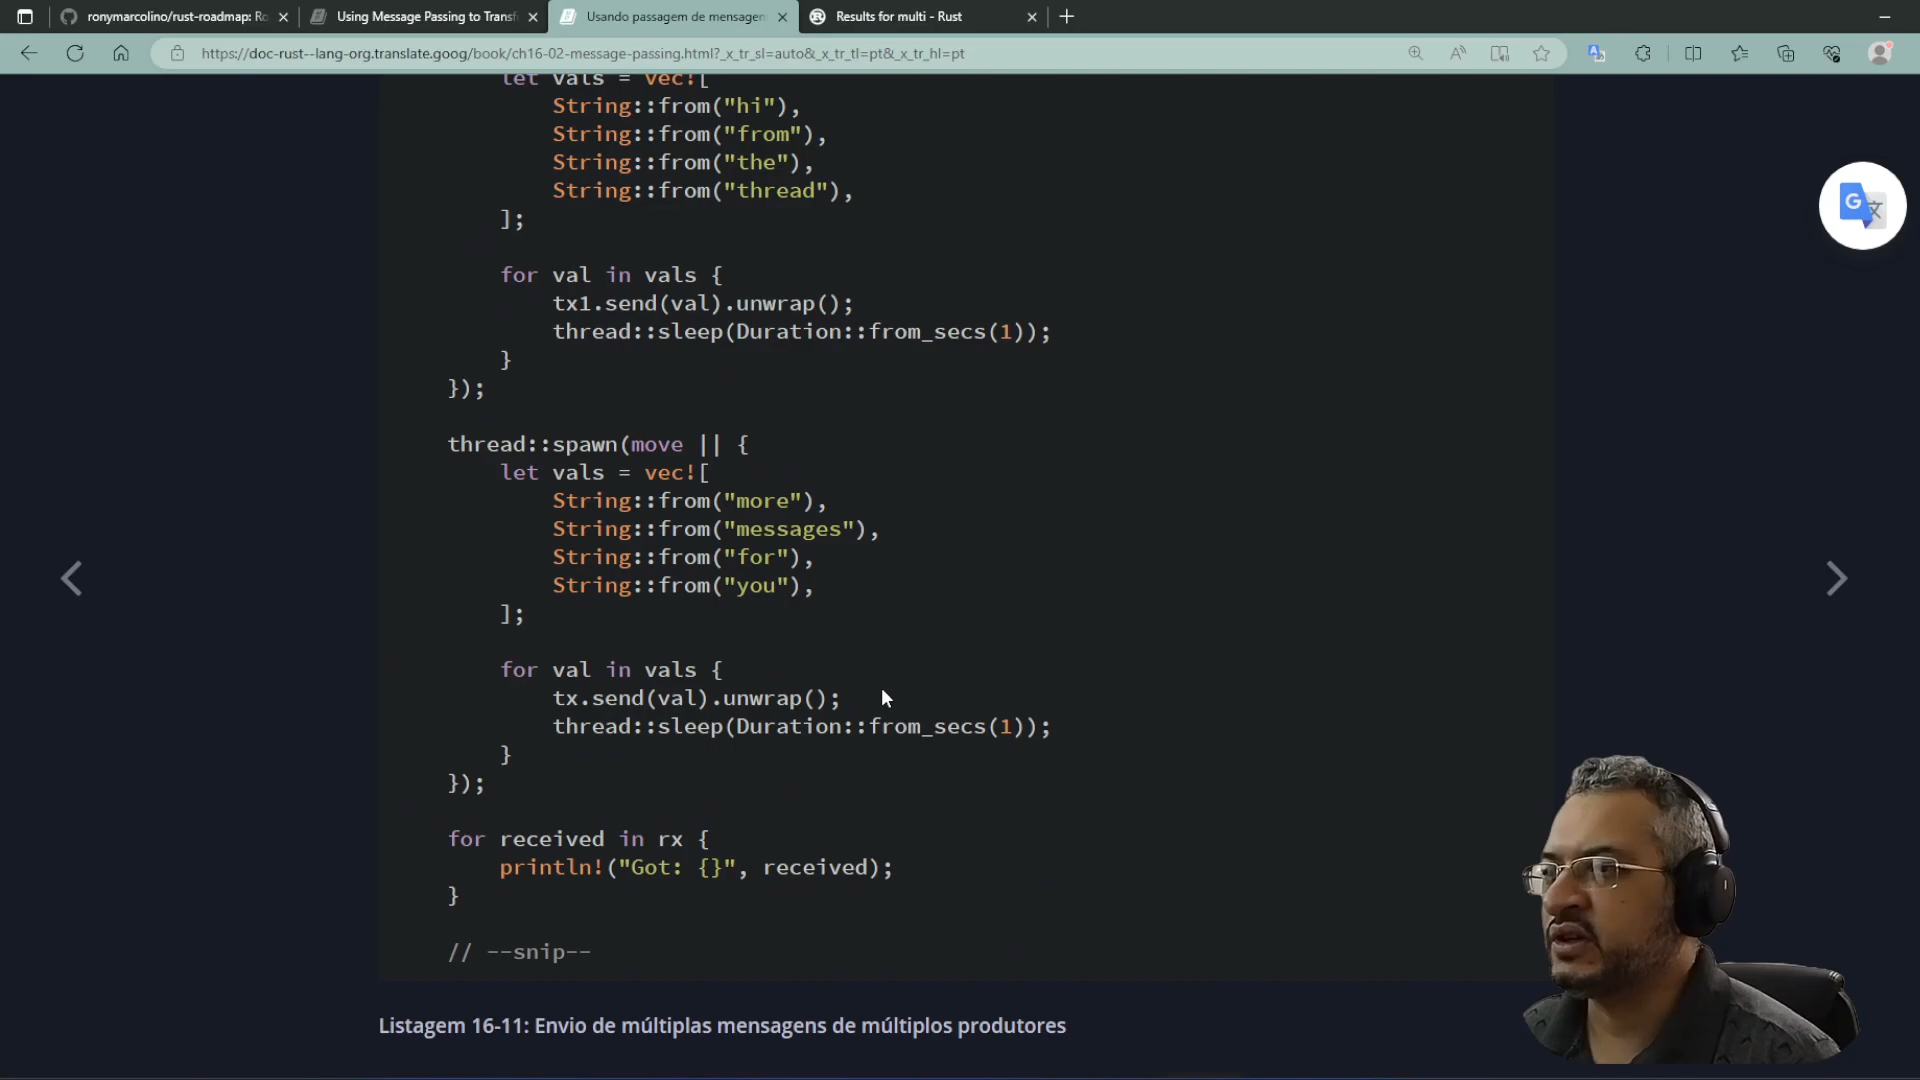 ronymarcolino/rust-roadmap: Ro
Using Message Passing to Transf
Usando passagem de mensagen
Results for multi - Rust
https://doc-rust--lang-org.translate.goog/book/ch16-02-message-passing.html?_x_tr_sl=auto&_x_tr_tl=pt&_x_tr_hl=pt
let vals = vec![
String::from("hi"),
String::from("from"),
String::from("the"),
String::from("thread"),
];
for val in vals {
tx1.send(val).unwrap();
thread::sleep(Duration::from_secs(1));
}
});
thread::spawn(move || {
let vals = vec![
String::from("more"),
String::from("messages"),
String::from("for"),
String::from("you"),
];
for val in vals {
tx.send(val).unwrap();
thread::sleep(Duration::from_secs(1));
}
});
for received in rx {
println!("Got: {}", received);
}
// --snip--
Listagem 16-11: Envio de múltiplas mensagens de múltiplos produtores